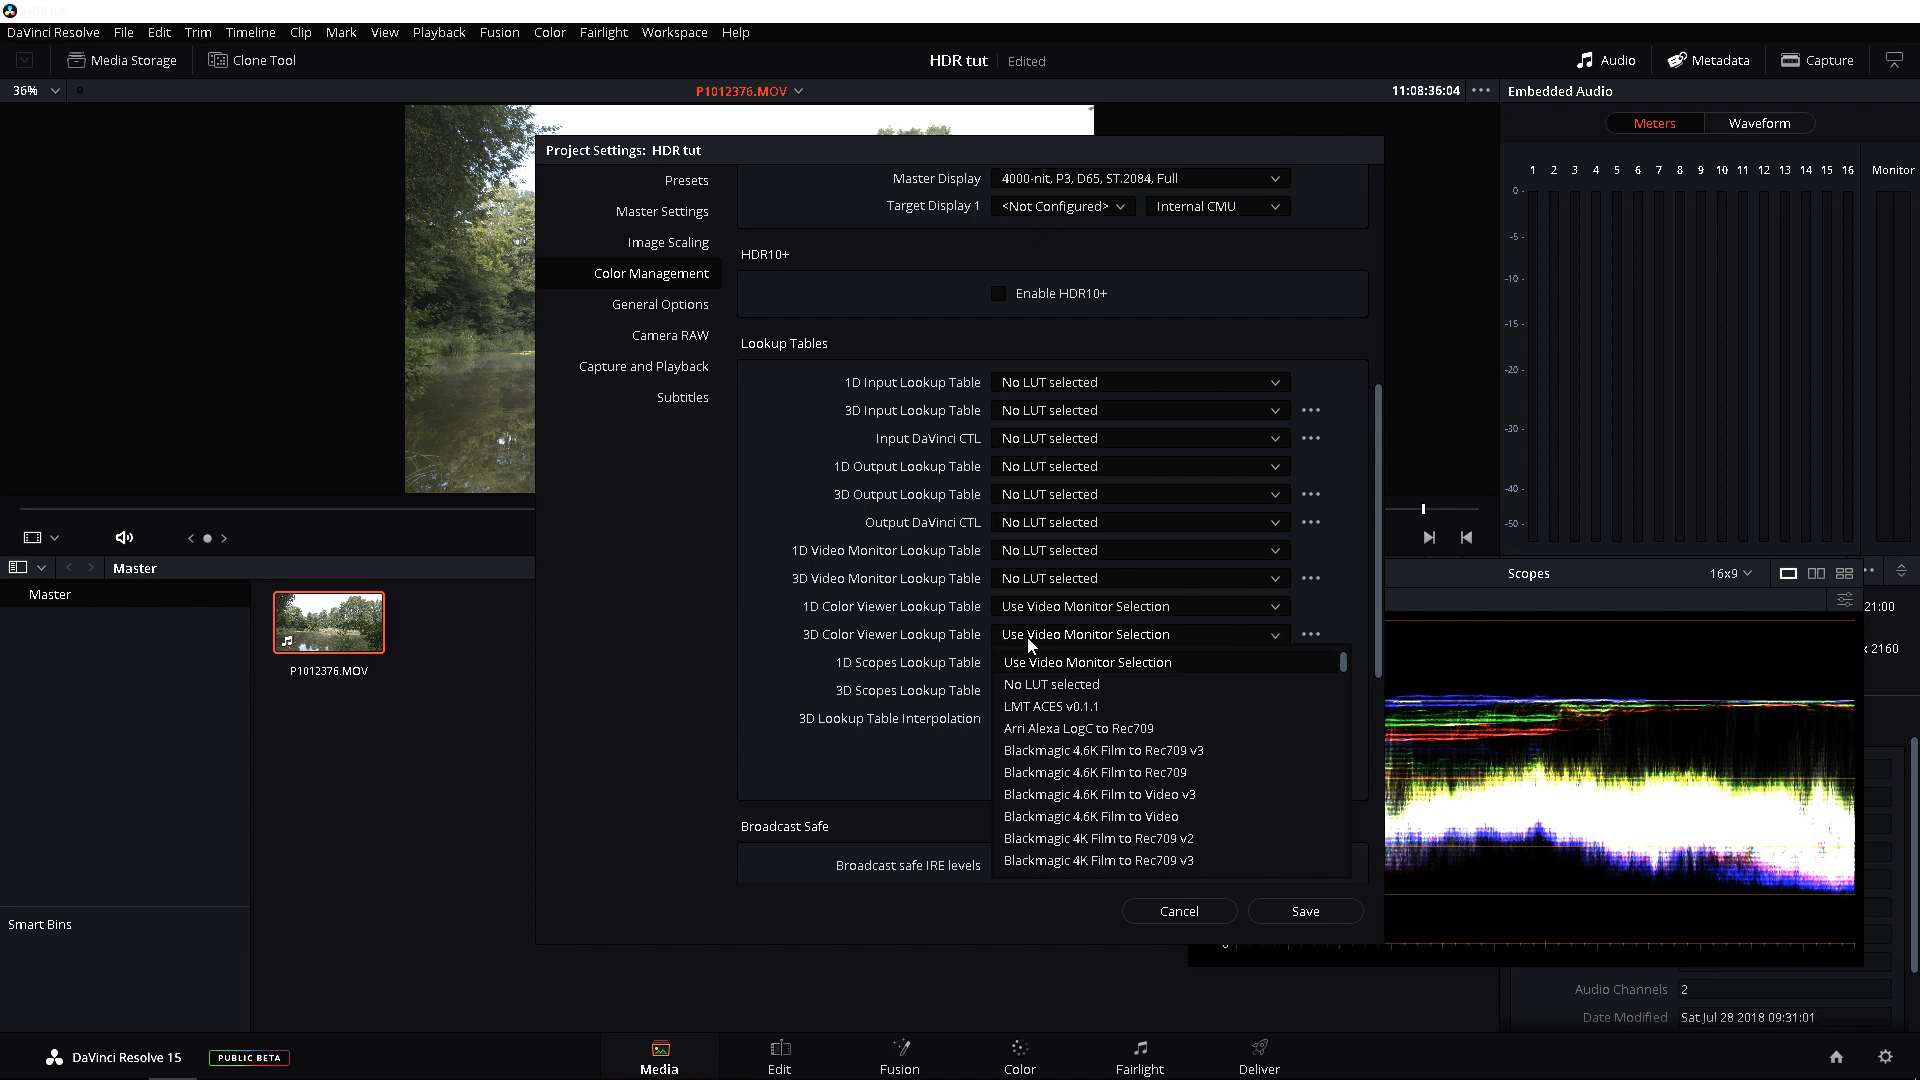 DaVinci Resolve File Edit Trim Timeline Clip Mark View Playback Fusion Color Fairlight Workspace Help
Media Storage Clone Tool HDR tut Edited Audio Metadata Capture
36% P1012376.MOV 11:08:36:04 Embedded Audio
Meters Waveform
Project Settings: HDR tut
1 2 3 4 5 6 7 8 9 10 11 12 13 14 15 16 Monitor
0 -
-5 -
-10 -
-15 -
-20 -
-30 -
-40 -
-50 -
Presets
Master Settings
Image Scaling
Color Management
General Options
Camera RAW
Capture and Playback
Subtitles
Master Display 4000-nit, P3, D65, ST.2084, Full
Target Display 1 <Not Configured> Internal CMU
HDR10+
Enable HDR10+
Lookup Tables
1D Input Lookup Table No LUT selected
3D Input Lookup Table No LUT selected
Input DaVinci CTL No LUT selected
1D Output Lookup Table No LUT selected
3D Output Lookup Table No LUT selected
Output DaVinci CTL No LUT selected
1D Video Monitor Lookup Table No LUT selected
3D Video Monitor Lookup Table No LUT selected
1D Color Viewer Lookup Table Use Video Monitor Selection
3D Color Viewer Lookup Table Use Video Monitor Selection
1D Scopes Lookup Table
3D Scopes Lookup Table
3D Lookup Table Interpolation
Use Video Monitor Selection
No LUT selected
LMT ACES v0.1.1
Arri Alexa LogC to Rec709
Blackmagic 4.6K Film to Rec709 v3
Blackmagic 4.6K Film to Rec709
Blackmagic 4.6K Film to Video v3
Blackmagic 4.6K Film to Video
Blackmagic 4K Film to Rec709 v2
Blackmagic 4K Film to Rec709 v3
Broadcast Safe
Broadcast safe IRE levels
Cancel Save
Master
Master
P1012376.MOV
Smart Bins
Scopes 16x9
21:00
x 2160
0
Audio Channels 2
Date Modified Sat Jul 28 2018 09:31:01
DaVinci Resolve 15 PUBLIC BETA
Media Edit Fusion Color Fairlight Deliver